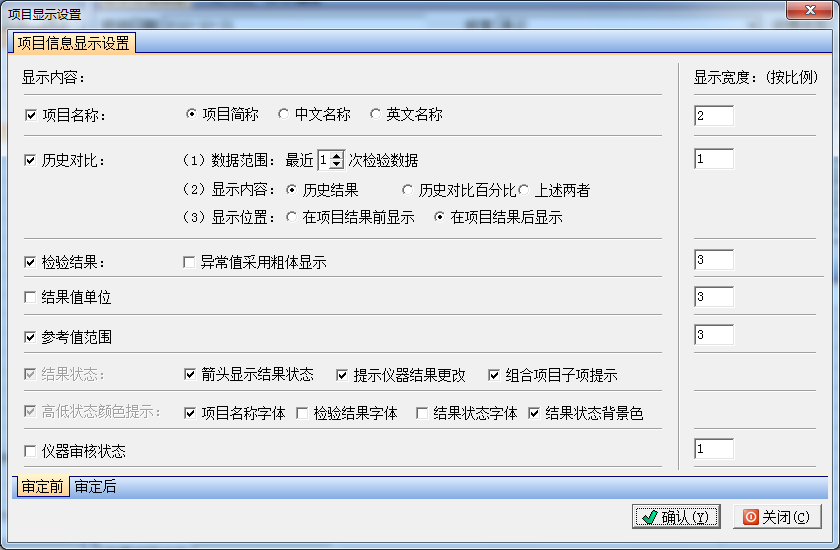 项目显示设置
项目信息显示设置
显示内容： 显示宽度：(按比例)
项目名称： 项目简称 中文名称 英文名称 2
历史对比： (1) 数据范围： 最近 1 次检验数据 1
(2) 显示内容： 历史结果 历史对比百分比 上述两者
(3) 显示位置： 在项目结果前显示 在项目结果后显示
检验结果： 异常值采用粗体显示 3
结果值单位 3
参考值范围 3
结果状态： 箭头显示结果状态 提示仪器结果更改 组合项目子项提示
高低状态颜色提示： 项目名称字体 检验结果字体 结果状态字体 结果状态背景色
仪器审核状态 1
审定前 审定后
确认(Y) 关闭(C)